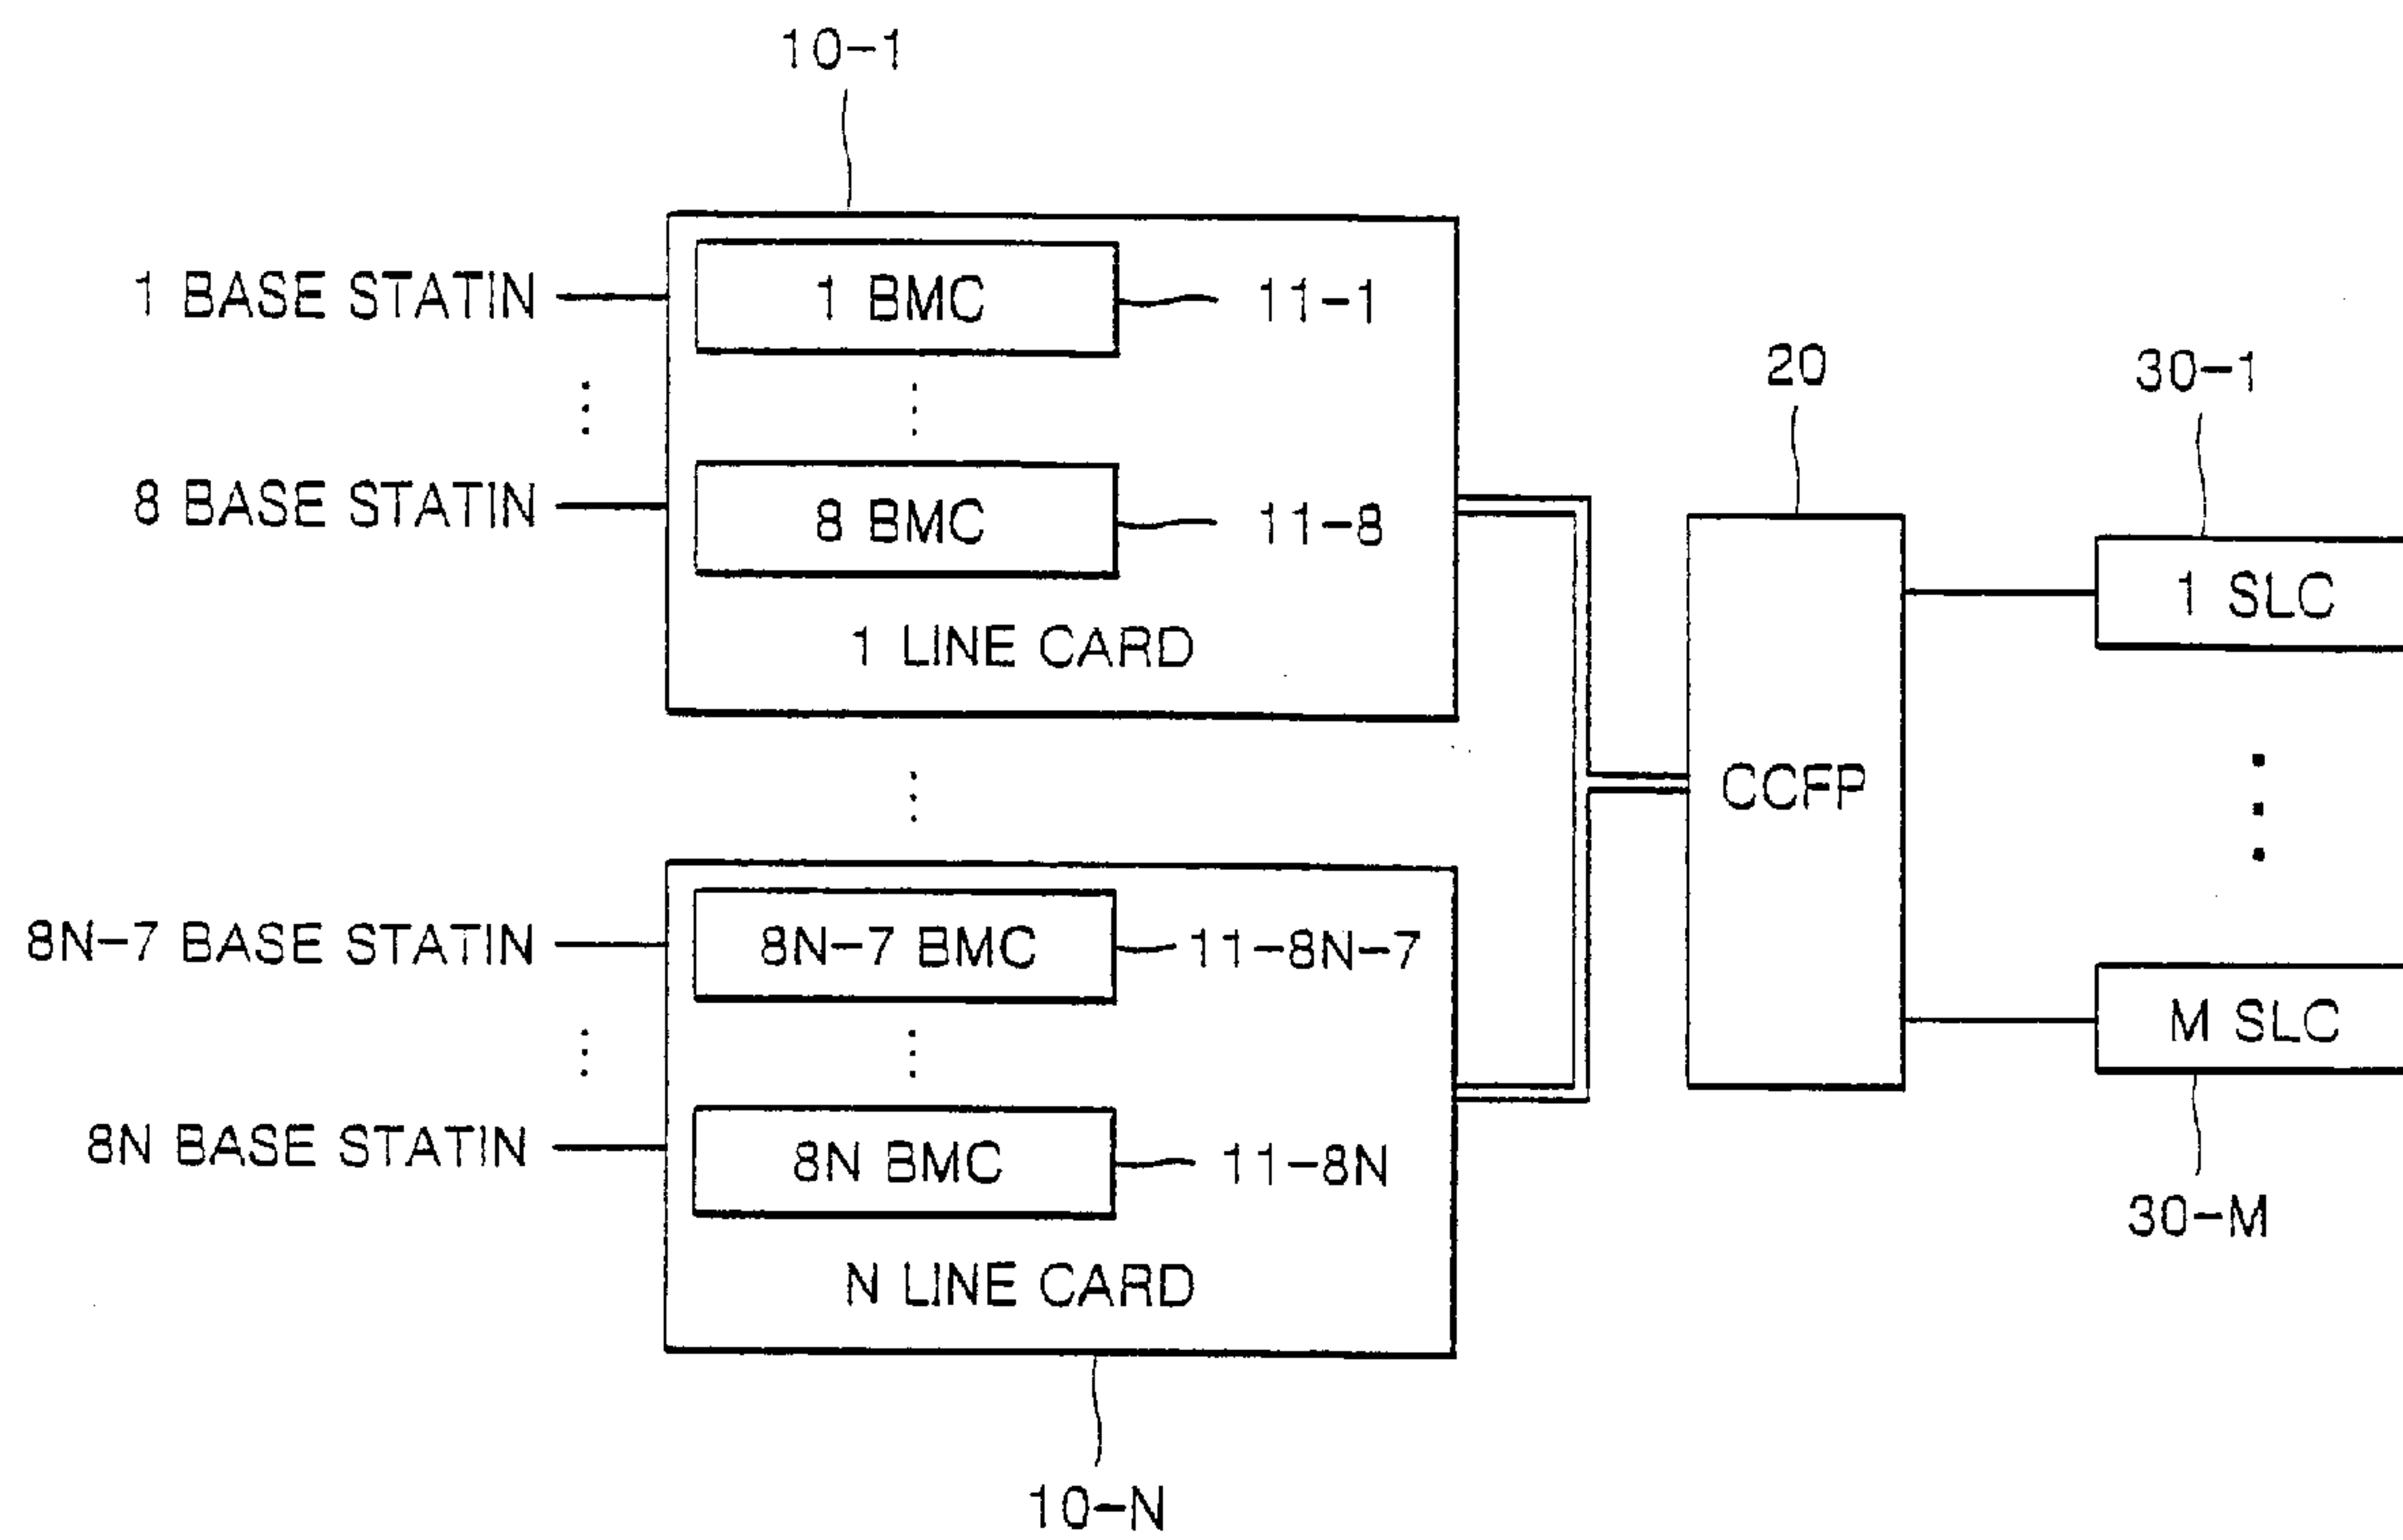 10-1
1 BASE STATIN
1 BMC
11-1
8 BASE STATIN
8 BMC
11-8
1 LINE CARD
20
30-1
1 SLC
CCFP
8N-7 BASE STATIN
8N-7 BMC
11-8N-7
M SLC
8N BASE STATIN
8N BMC
11-8N
30-M
N LINE CARD
10-N